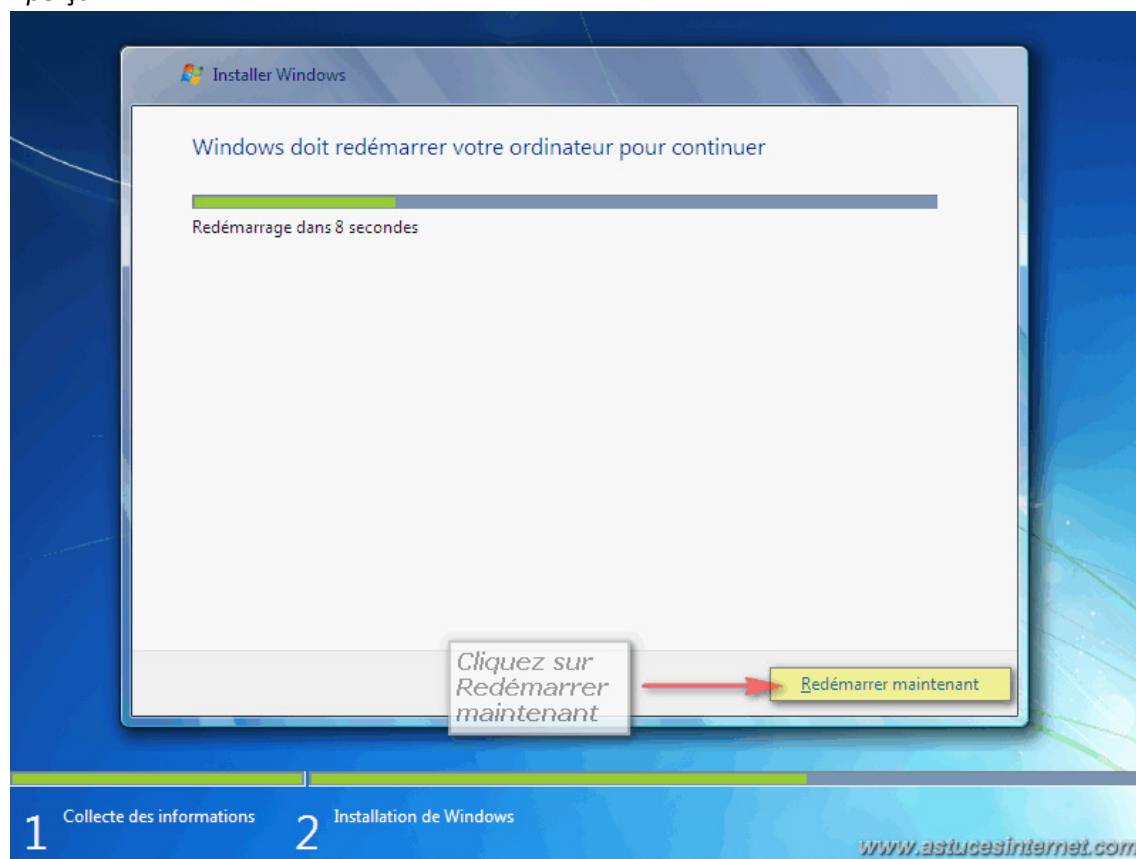 Installer Windows
Windows doit redémarrer votre ordinateur pour continuer
Redémarrage dans 8 secondes
Cliquez sur
Redémarrer
maintenant
Redémarrer maintenant
1 Collecte des informations 2 Installation de Windows
www.astucesinternet.com